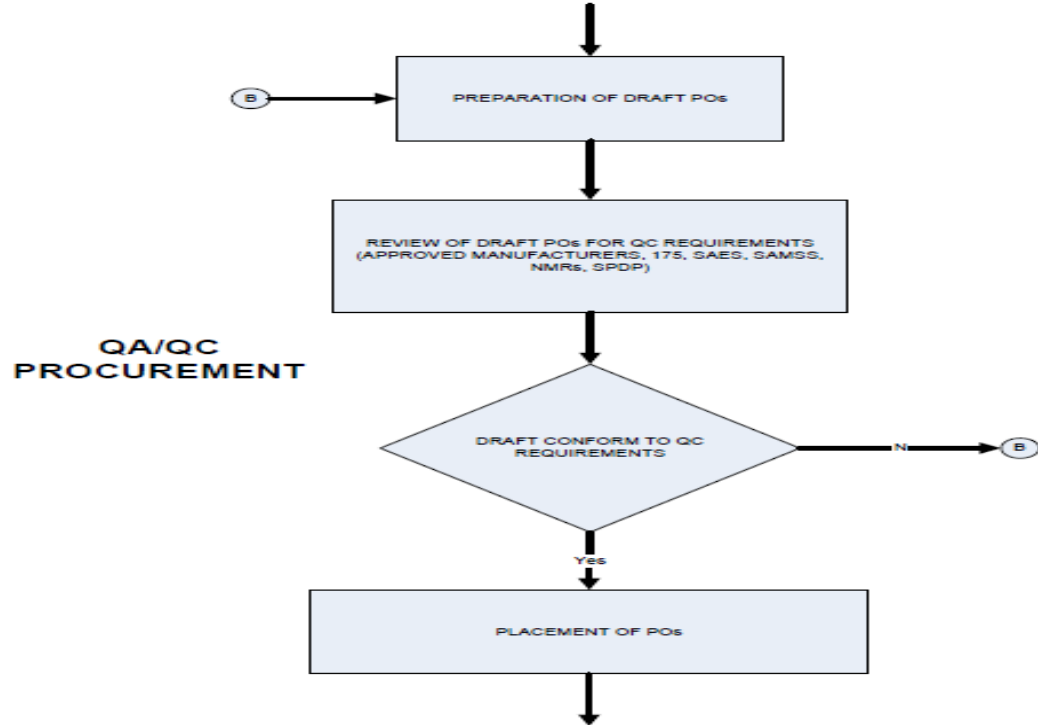 B
PREPARATION OF DRAFT POs
REVIEW OF DRAFT POs FOR QC REQUIREMENTS
(APPROVED MANUFACTURERS, 175, SAES, SAMSS,
NMRs, SPDP)
QA/QC
PROCUREMENT
DRAFT CONFORM TO QC
REQUIREMENTS
N
B
Yes
PLACEMENT OF POs